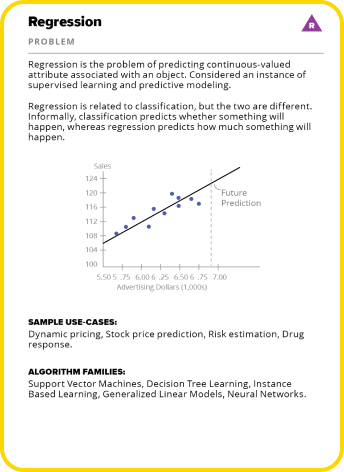 Regression
R
PROBLEM
Regression is the problem of predicting continuous-valued
attribute associated with an object. Considered an instance of
supervised learning and predictive modeling.
Regression is related to classification, but the two are different.
Informally, classification predicts whether something will
happen, whereas regression predicts how much something will
happen.
Sales
124
120
116
112
108
104
100
Future
Prediction
5.50 5 .75 6.00 6 .25 6.50 6 .75 7.00
Advertising Dollars (1,000s)
SAMPLE USE-CASES:
Dynamic pricing, Stock price prediction, Risk estimation, Drug
response.
ALGORITHM FAMILIES:
Support Vector Machines, Decision Tree Learning, Instance
Based Learning, Generalized Linear Models, Neural Networks.